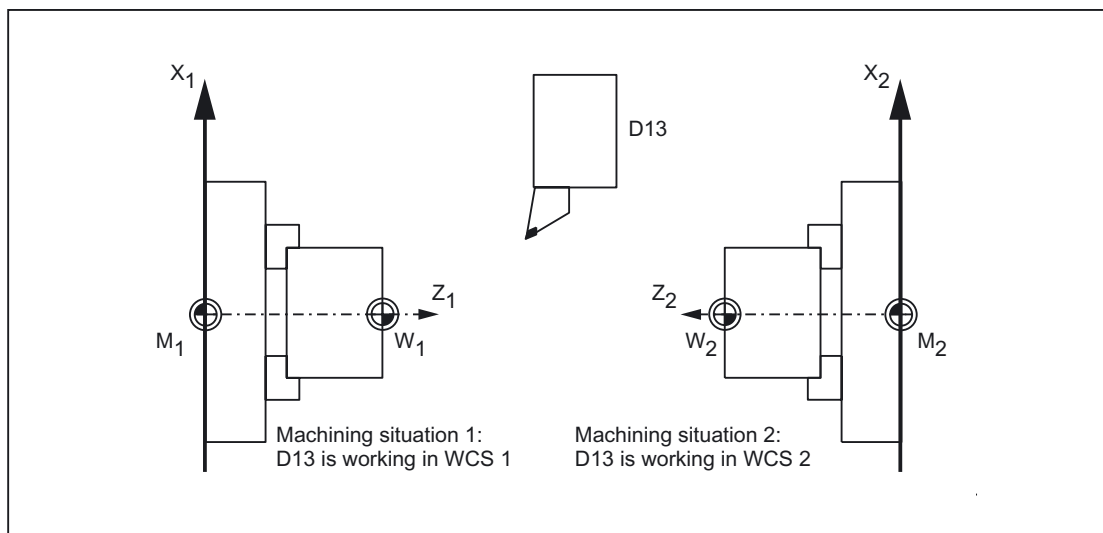 X1
X2
D13
Z1
Z2
M1
W1
W2
M2
Machining situation 1:
D13 is working in WCS 1
Machining situation 2:
D13 is working in WCS 2